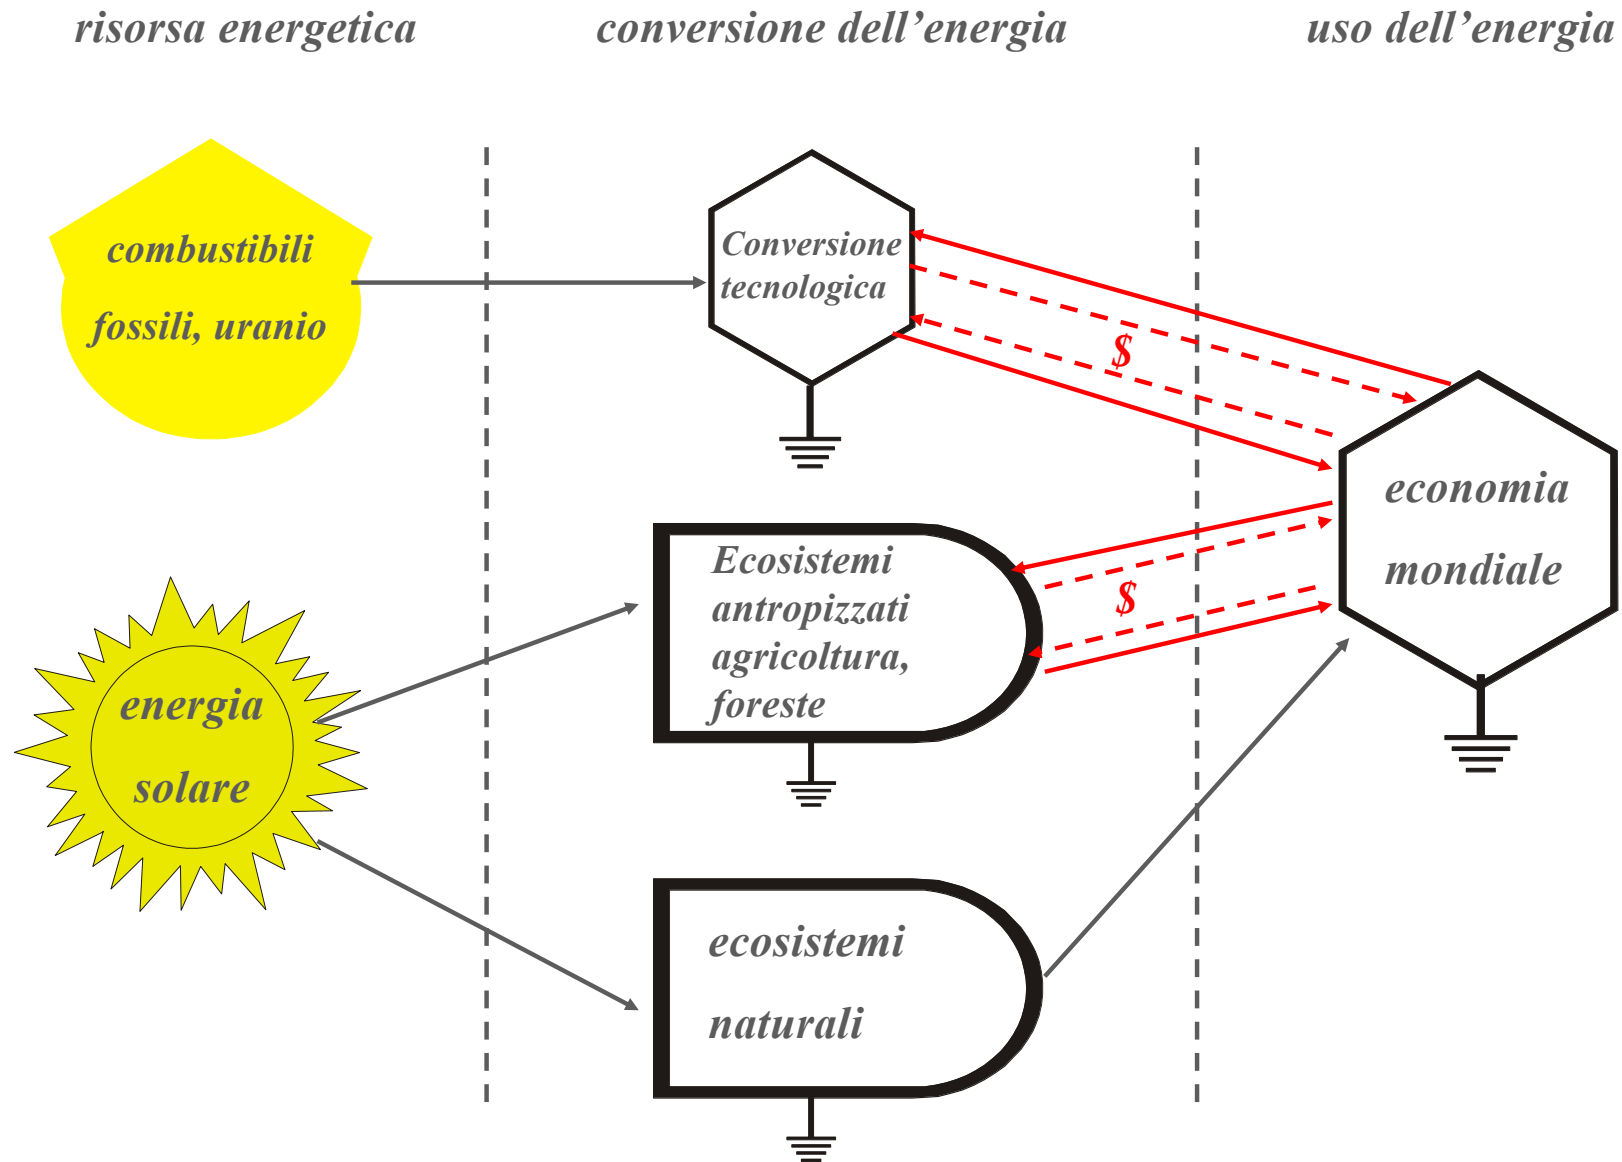 risorsa energetica
conversione dell'energia
uso dell'energia
combustibili
fossili, uranio
Conversione
tecnologica
$
economia
mondiale
Ecosistemi
antropizzati
agricoltura,
foreste
$
energia
solare
ecosistemi
naturali